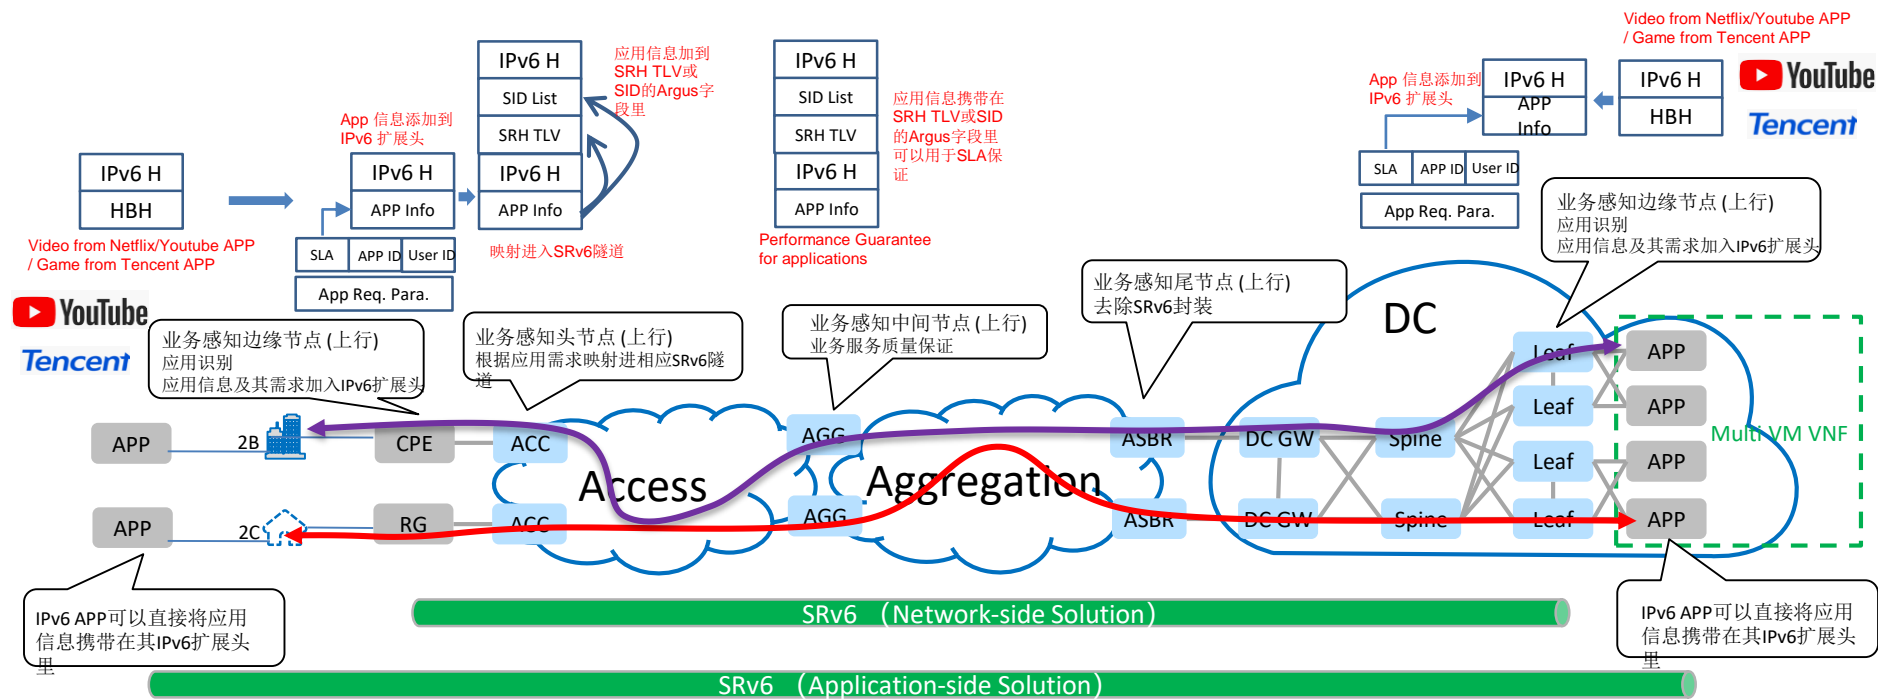 IPv6 H
HBH
Video from Netflix/Youtube APP
/ Game from Tencent APP
YouTube
Tencent
App 信息添加到
IPv6 扩展头
IPv6 H
APP Info
SLA
APP ID
User ID
App Req. Para.
IPv6 H
SID List
SRH TLV
IPv6 H
APP Info
映射进入SRv6隧道
应用信息加到
SRH TLV或
SID的Argus字
段里
IPv6 H
SID List
SRH TLV
IPv6 H
APP Info
应用信息携带在
SRH TLV或SID
的Argus字段里
可以用于SLA保
证
Performance Guarantee
for applications
Video from Netflix/Youtube APP
/ Game from Tencent APP
App 信息添加到
IPv6 扩展头
IPv6 H
APP
Info
IPv6 H
HBH
YouTube
Tencent
SLA
APP ID
User ID
App Req. Para.
业务感知边缘节点 (上行)
应用识别
应用信息及其需求加入IPv6扩展头
业务感知头节点 (上行)
根据应用需求映射进相应SRv6隧
道
业务感知中间节点 (上行)
业务服务质量保证
业务感知尾节点 (上行)
去除SRv6封装
业务感知边缘节点 (上行)
应用识别
应用信息及其需求加入IPv6扩展头
DC
APP
2B
CPE
ACC
AGG
ASBR
DC GW
Spine
Leaf
APP
Leaf
APP
Multi VM VNF
Leaf
APP
Access
Aggregation
APP
2C
RG
ACC
AGG
ASBR
DC GW
Spine
Leaf
APP
IPv6 APP可以直接将应用
信息携带在其IPv6扩展头
里
IPv6 APP可以直接将应用
信息携带在其IPv6扩展头
里
SRv6 （Network-side Solution）
SRv6 （Application-side Solution）